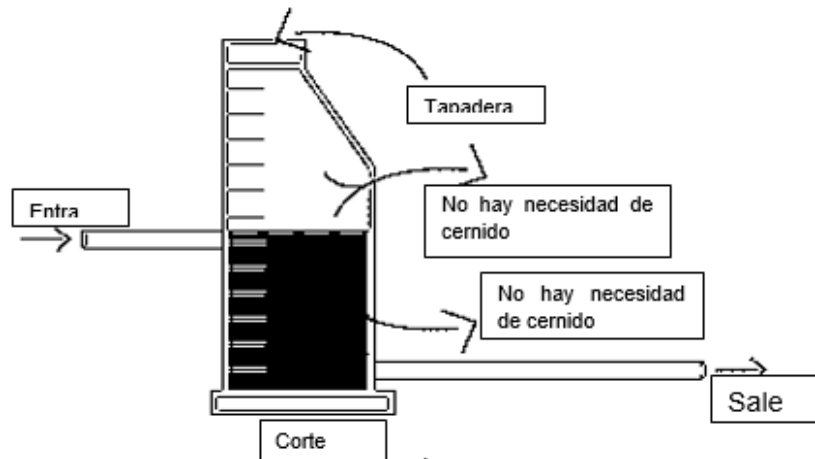 Tapadera
No hay necesidad de
cernido
Entra
No hay necesidad
de cernido
Sale
Corte